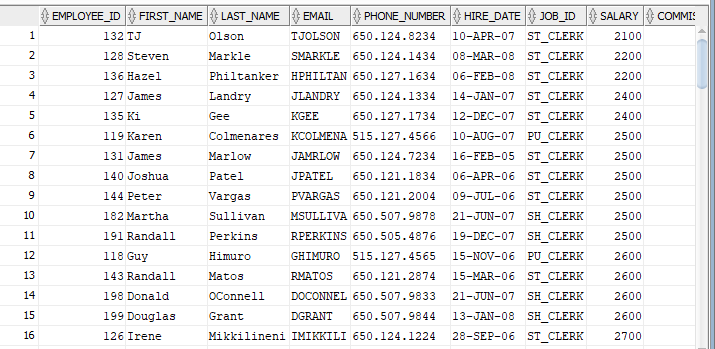 EMPLOYEE_ID FIRST_NAME LAST_NAME EMAIL PHONE_NUMBER HIRE_DATE JOB_ID SALARY COMMIS
1 132 TJ Olson TJOLSON 650.124.8234 10-APR-07 ST_CLERK 2100
2 128 Steven Markle SMARKLE 650.124.1434 08-MAR-08 ST_CLERK 2200
3 136 Hazel Philtanker HPHILTAN 650.127.1634 06-FEB-08 ST_CLERK 2200
4 127 James Landry JLANDRY 650.124.1334 14-JAN-07 ST_CLERK 2400
5 135 Ki Gee KGEE 650.127.1734 12-DEC-07 ST_CLERK 2400
6 119 Karen Colmenares KCOLMENA 515.127.4566 10-AUG-07 PU_CLERK 2500
7 131 James Marlow JAMRLOW 650.124.7234 16-FEB-05 ST_CLERK 2500
8 140 Joshua Patel JPATEL 650.121.1834 06-APR-06 ST_CLERK 2500
9 144 Peter Vargas PVARGAS 650.121.2004 09-JUL-06 ST_CLERK 2500
10 182 Martha Sullivan MSULLIVA 650.507.9878 21-JUN-07 SH_CLERK 2500
11 191 Randall Perkins RPERKINS 650.505.4876 19-DEC-07 SH_CLERK 2500
12 118 Guy Himuro GHIMURO 515.127.4565 15-NOV-06 PU_CLERK 2600
13 143 Randall Matos RMATOS 650.121.2874 15-MAR-06 ST_CLERK 2600
14 198 Donald OConnell DOCONNEL 650.507.9833 21-JUN-07 SH_CLERK 2600
15 199 Douglas Grant DGRANT 650.507.9844 13-JAN-08 SH_CLERK 2600
16 126 Irene Mikkilineni IMIKKILI 650.124.1224 28-SEP-06 ST_CLERK 2700